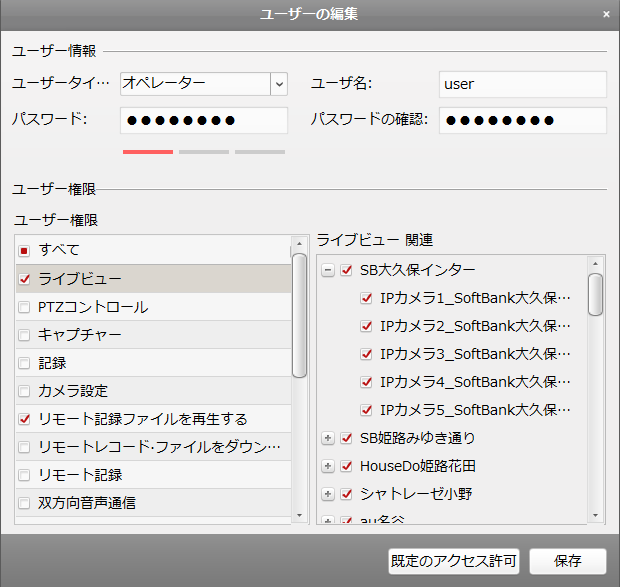 ユーザーの編集
ユーザー情報
ユーザータイ… オペレーター ユーザ名: user
パスワード: ●●●●●●●● パスワードの確認: ●●●●●●●●
ユーザー権限
ユーザー権限
すべて
ライブビュー
PTZコントロール
キャプチャー
記録
カメラ設定
リモート記録ファイルを再生する
リモートレコード・ファイルをダウン…
リモート記録
双方向音声通信
ライブビュー 関連
SB大久保インター
IPカメラ1_SoftBank大久保…
IPカメラ2_SoftBank大久保…
IPカメラ3_SoftBank大久保…
IPカメラ4_SoftBank大久保…
IPカメラ5_SoftBank大久保…
SB姫路みゆき通り
HouseDo姫路花田
シャトレーゼ小野
au名谷
既定のアクセス許可 保存